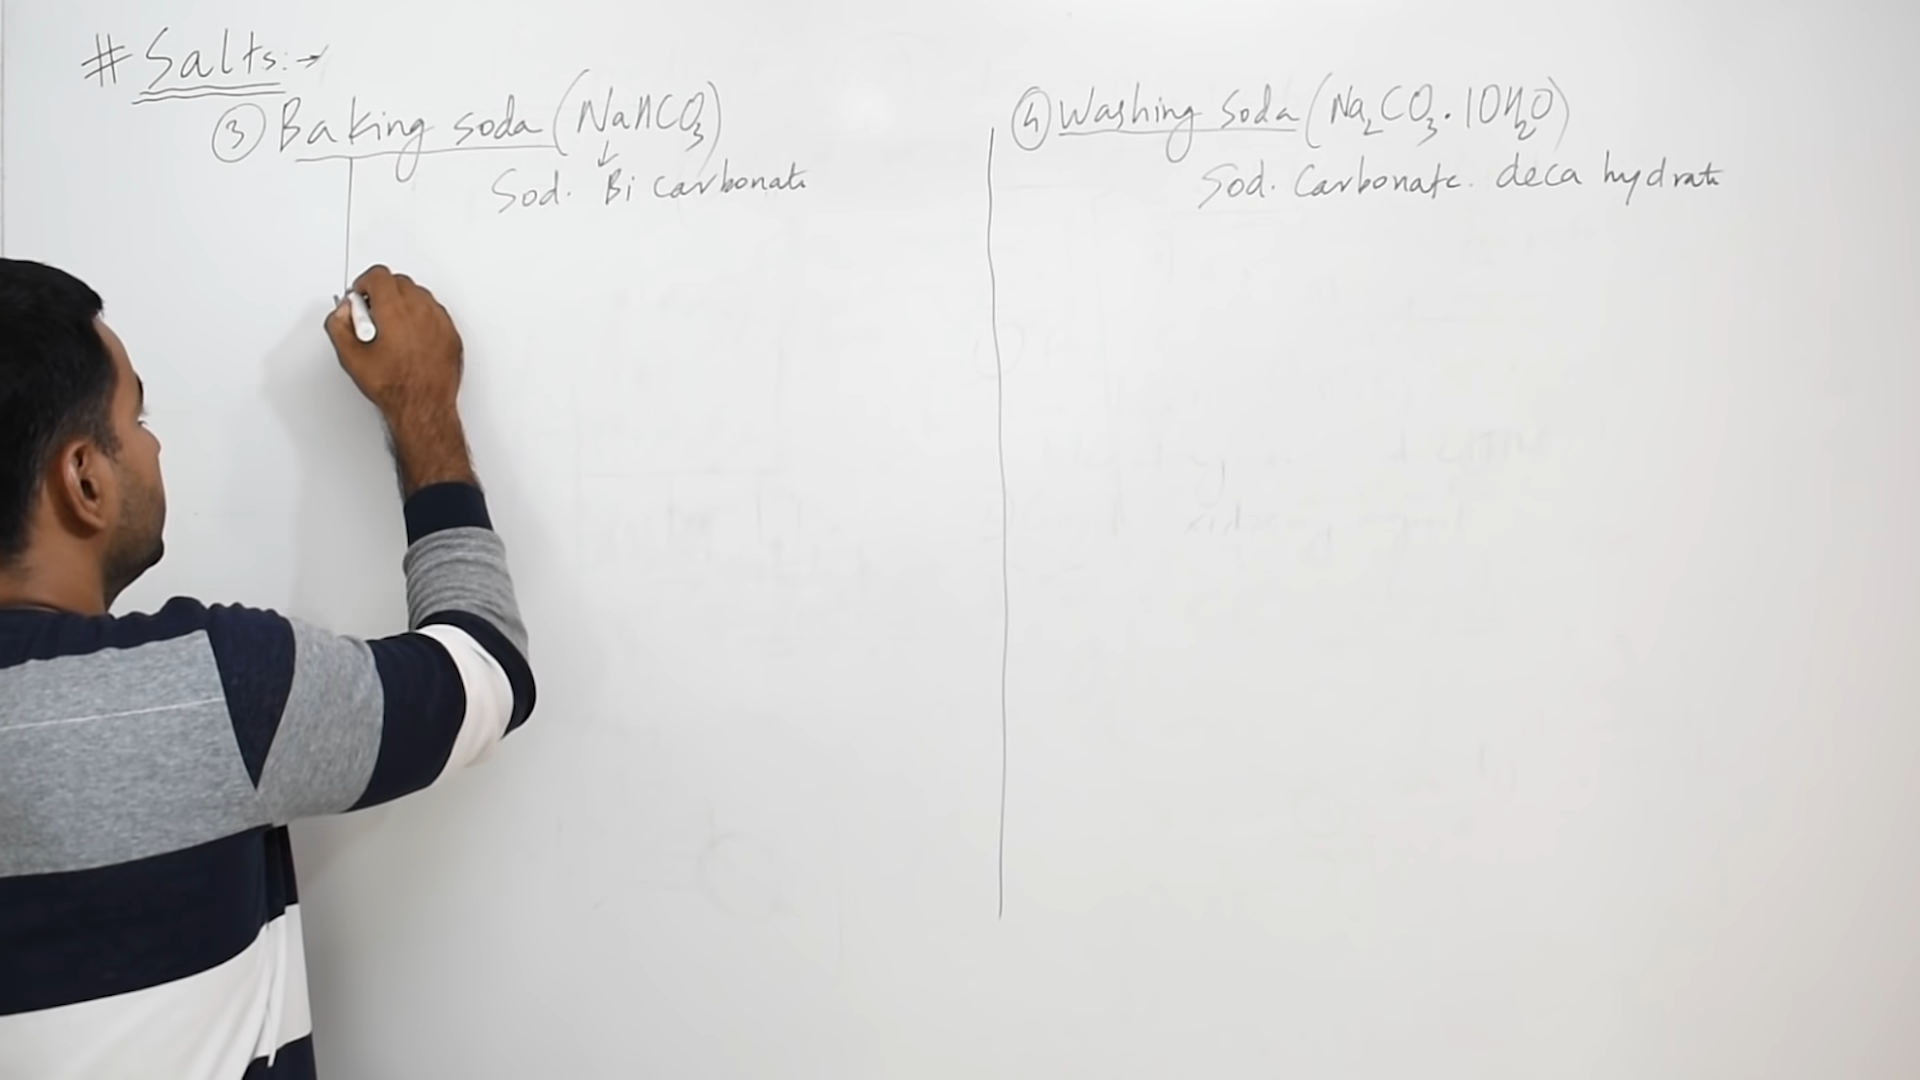 # Salts:→
③ Baking soda (NaHCO₃)
Sod. Bi carbonate
④ Washing Soda (Na₂CO₃·10H₂O)
Sod. Carbonate. deca hydrate